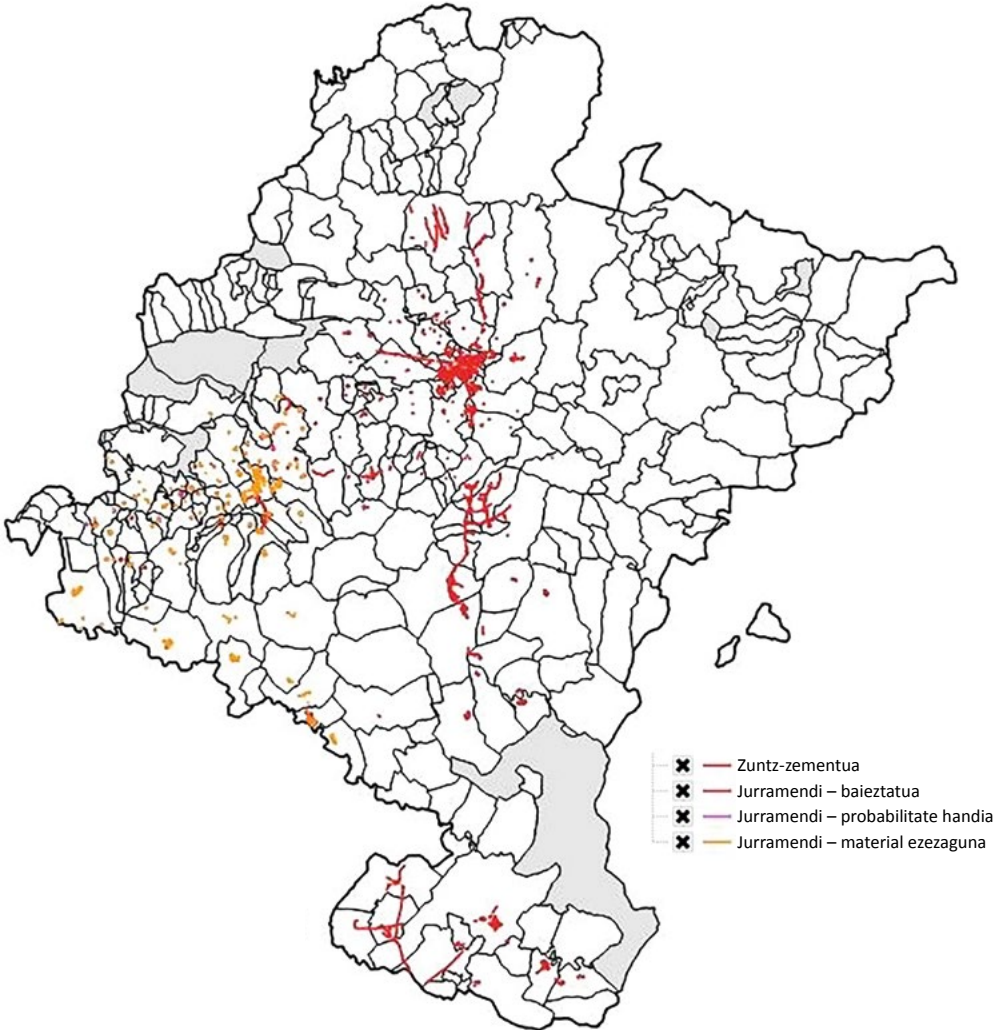 Zuntz-zementua
Jurramendi – baieztatua
Jurramendi – probabilitate handia
Jurramendi – material ezezaguna